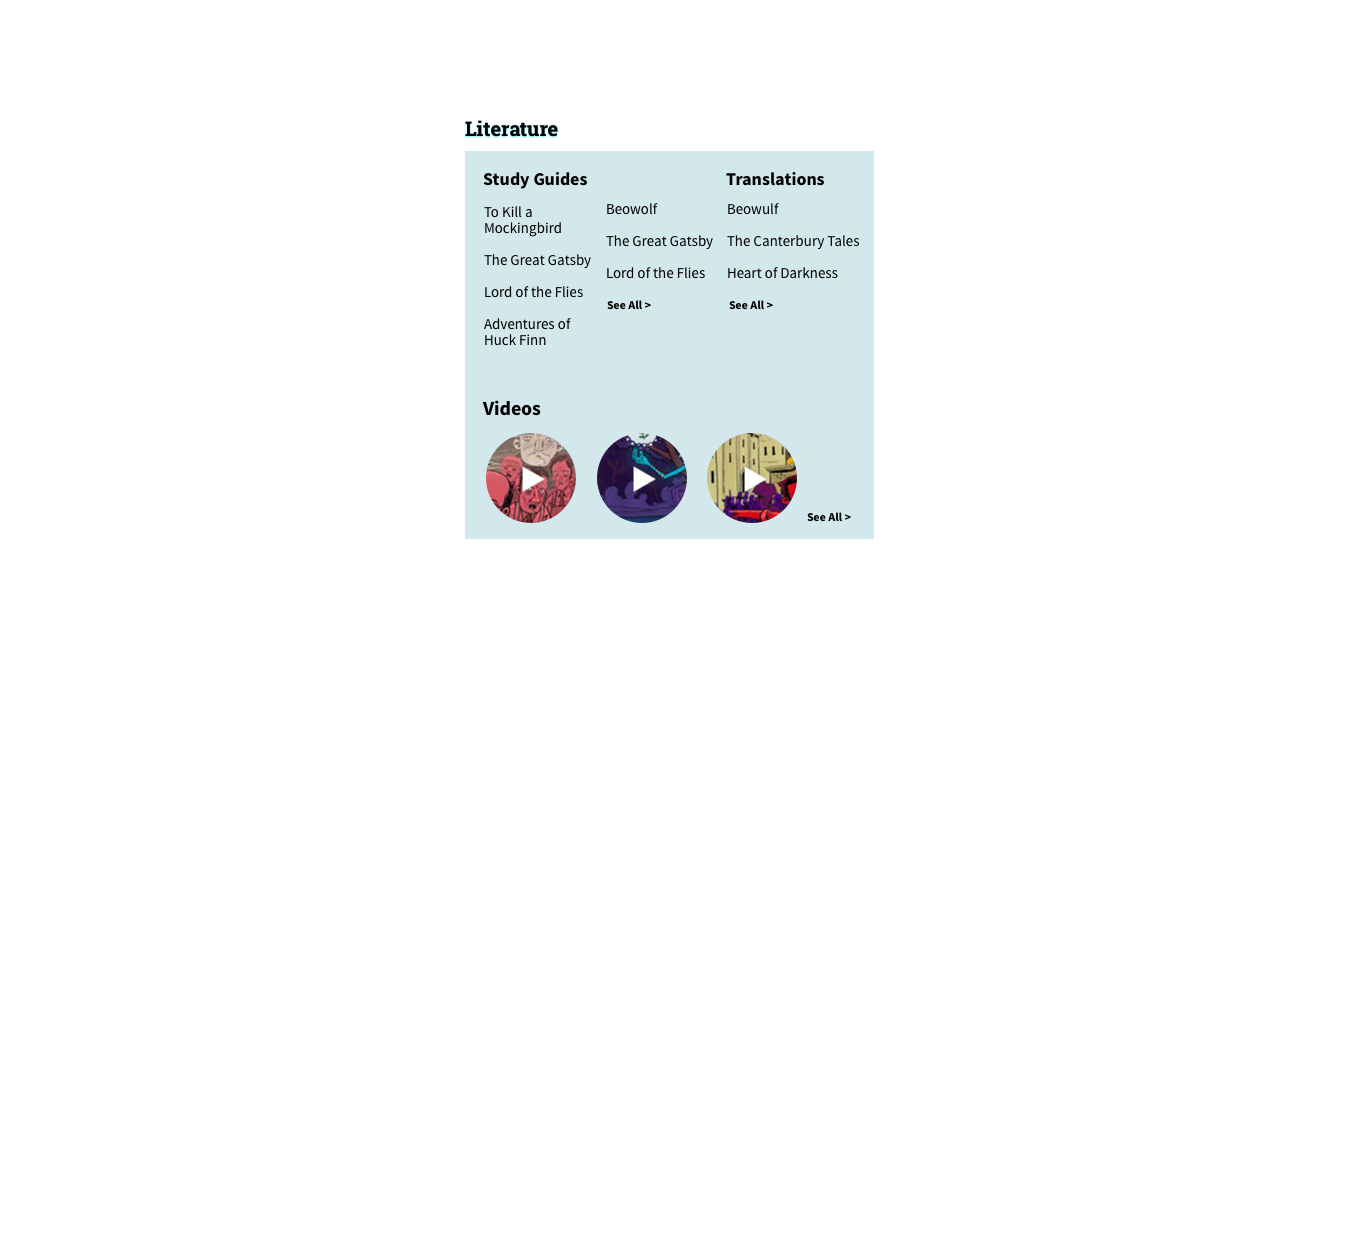 Literature
Study Guides
To Kill a
Mockingbird
The Great Gatsby
Lord of the Flies
Adventures of
Huck Finn
Beowolf
The Great Gatsby
Lord of the Flies
See All >
Translations
Beowulf
The Canterbury Tales
Heart of Darkness
See All >
Videos
See All >